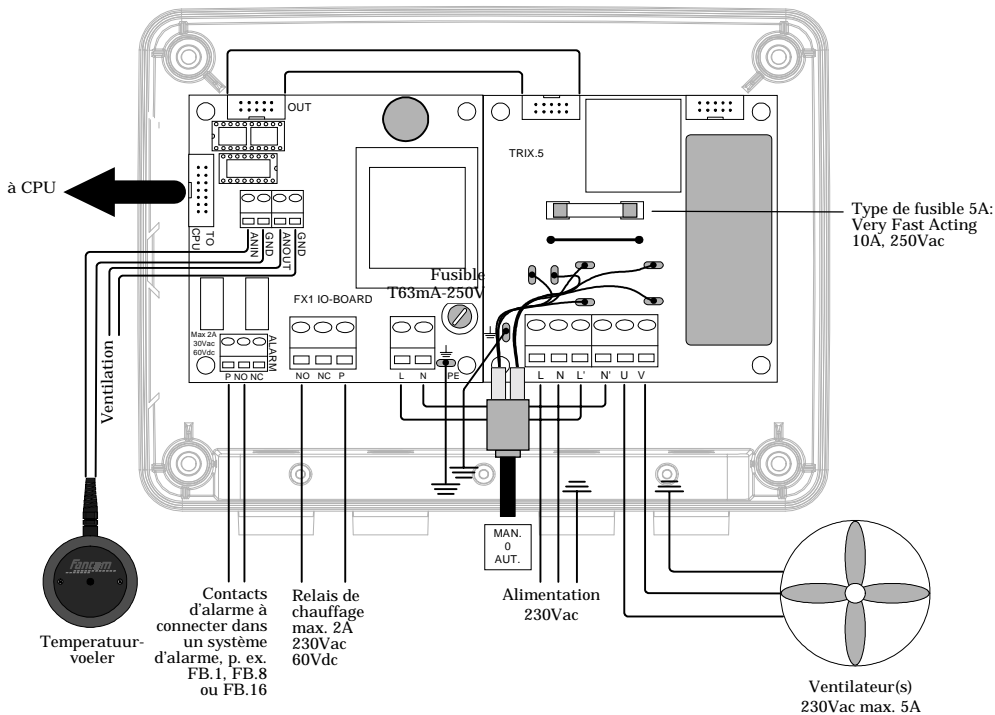 OUT
TRIX.5
à CPU
TO
CPU
ANIN
GND
ANOUT
GND
Type de fusible 5A:
Very Fast Acting
10A, 250Vac
Fusible
T63mA-250V
FX1 IO-BOARD
Max 2A
30Vac
60Vdc
ALARM
P NO NC
NO NC P
L N PE
L N L' N' U V
Ventilation
MAN.
0
AUT.
Fancom
Temperatuur-
voeler
Contacts
d'alarme à
connecter dans
un système
d'alarme, p. ex.
FB.1, FB.8
ou FB.16
Relais de
chauffage
max. 2A
230Vac
60Vdc
Alimentation
230Vac
Ventilateur(s)
230Vac max. 5A